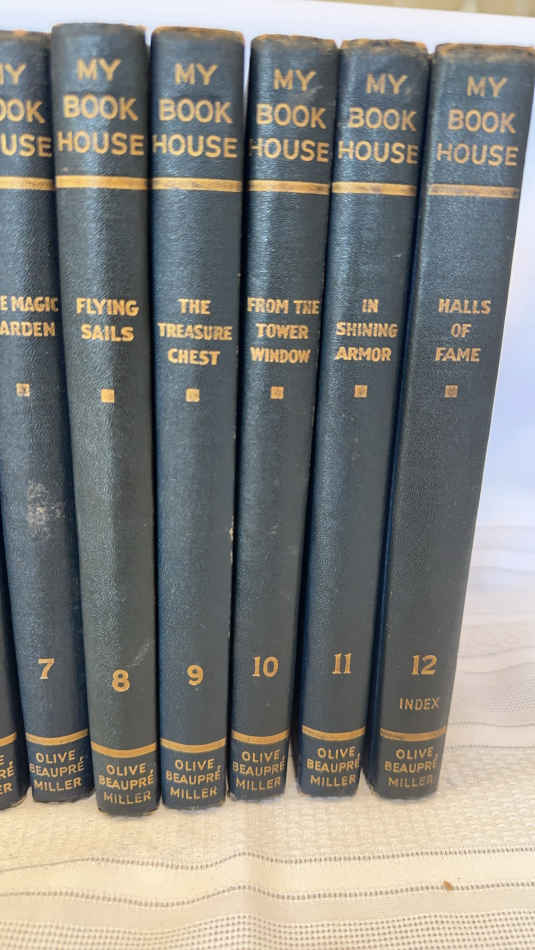 MY
BOOK
HOUSE
FLYING
SAILS
8
OLIVE
BEAUPRÉ
MILLER
MY
BOOK
HOUSE
THE
TREASURE
CHEST
9
OLIVE
BEAUPRÉ
MILLER
MY
BOOK
HOUSE
FROM THE
TOWER
WINDOW
10
OLIVE
BEAUPRÉ
MILLER
MY
BOOK
HOUSE
IN
SHINING
ARMOR
11
OLIVE
BEAUPRÉ
MILLER
MY
BOOK
HOUSE
HALLS
OF
FAME
12
INDEX
OLIVE
BEAUPRÉ
MILLER
MAGIC
7
OLIVE
BEAUPRÉ
MILLER